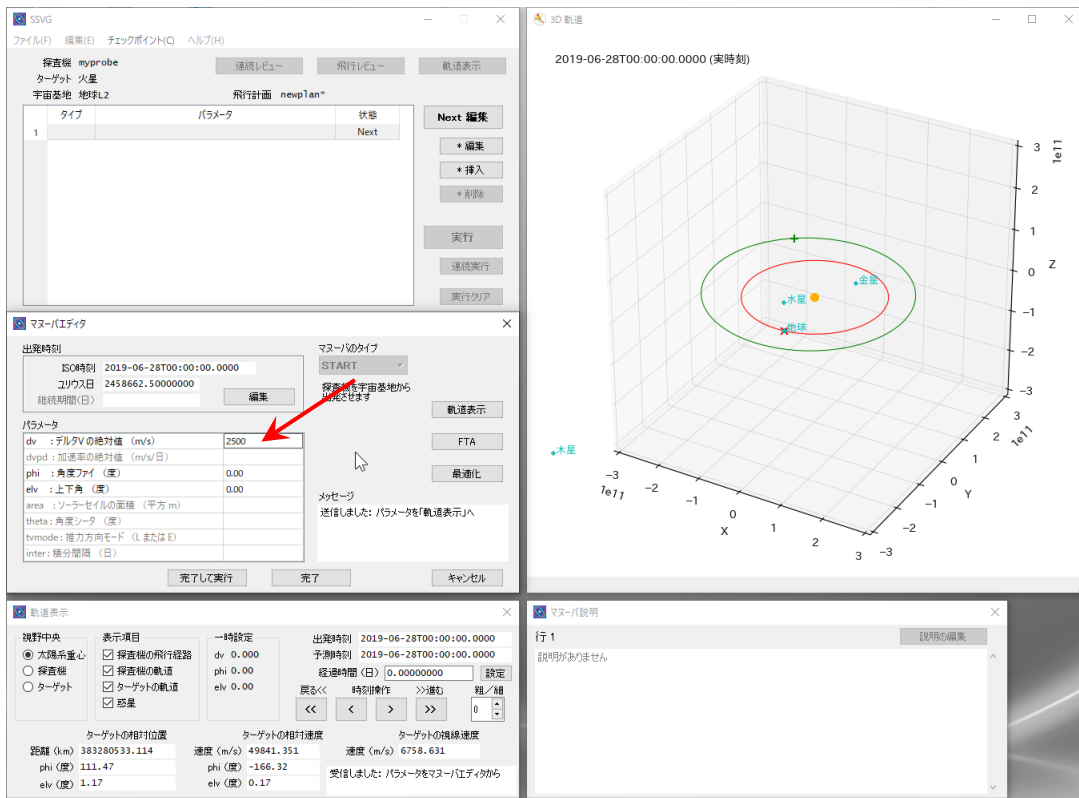 SSVG
ファイル(F) 編集(E) チェックポイント(C) ヘルプ(H)
探査機 myprobe
ターゲット 火星
宇宙基地 地球L2
連続レビュー 飛行レビュー 軌道表示
飛行計画 newplan*
タイプ パラメータ 状態
1 Next
Next 編集
* 編集
* 挿入
* 削除
実行
連続実行
実行クリア
マヌーバエディタ
出発時刻
ISO時刻 2019-06-28T00:00:00.0000
ユリウス日 2458662.50000000
継続期間(日)
編集
マヌーバのタイプ
START
探査機を宇宙基地から
出発させます
軌道表示
FTA
最適化
パラメータ
dv :デルタVの絶対値 (m/s) 2500
dvpd :加速率の絶対値 (m/s/日)
phi :角度ファイ (度) 0.00
elv :上下角 (度) 0.00
area :ソーラーセイルの面積 (平方 m)
theta:角度シータ (度)
tvmode:推力方向モード (L または E)
inter:積分間隔 (日)
メッセージ
送信しました: パラメータを「軌道表示」へ
完了して実行 完了 キャンセル
軌道表示
視野中央
太陽系重心
探査機
ターゲット
表示項目
探査機の飛行経路
探査機の軌道
ターゲットの軌道
惑星
一時設定
dv 0.000
phi 0.00
elv 0.00
出発時刻 2019-06-28T00:00:00.0000
予測時刻 2019-06-28T00:00:00.0000
経過時間 (日) 0.00000000 設定
戻る<< 時刻操作 >>進む 粗/細
<< < > >> 0
ターゲットの相対位置
距離 (km) 383280533.114
phi (度) 111.47
elv (度) 1.17
ターゲットの相対速度
速度 (m/s) 49841.351
phi (度) -166.32
elv (度) 0.17
ターゲットの視線速度
速度 (m/s) 6758.631
受信しました: パラメータをマヌーバエディタから
3D 軌道
2019-06-28T00:00:00.0000 (実時刻)
金星
水星
地球
木星
3
2
1
0
−1
−2
−3
1e11
Z
3
2
1
0
−1
−2
−3
1e11
Y
−3
−2
−1
0
1
2
3
1e11
X
マヌーバ説明
行 1
説明の編集
説明がありません